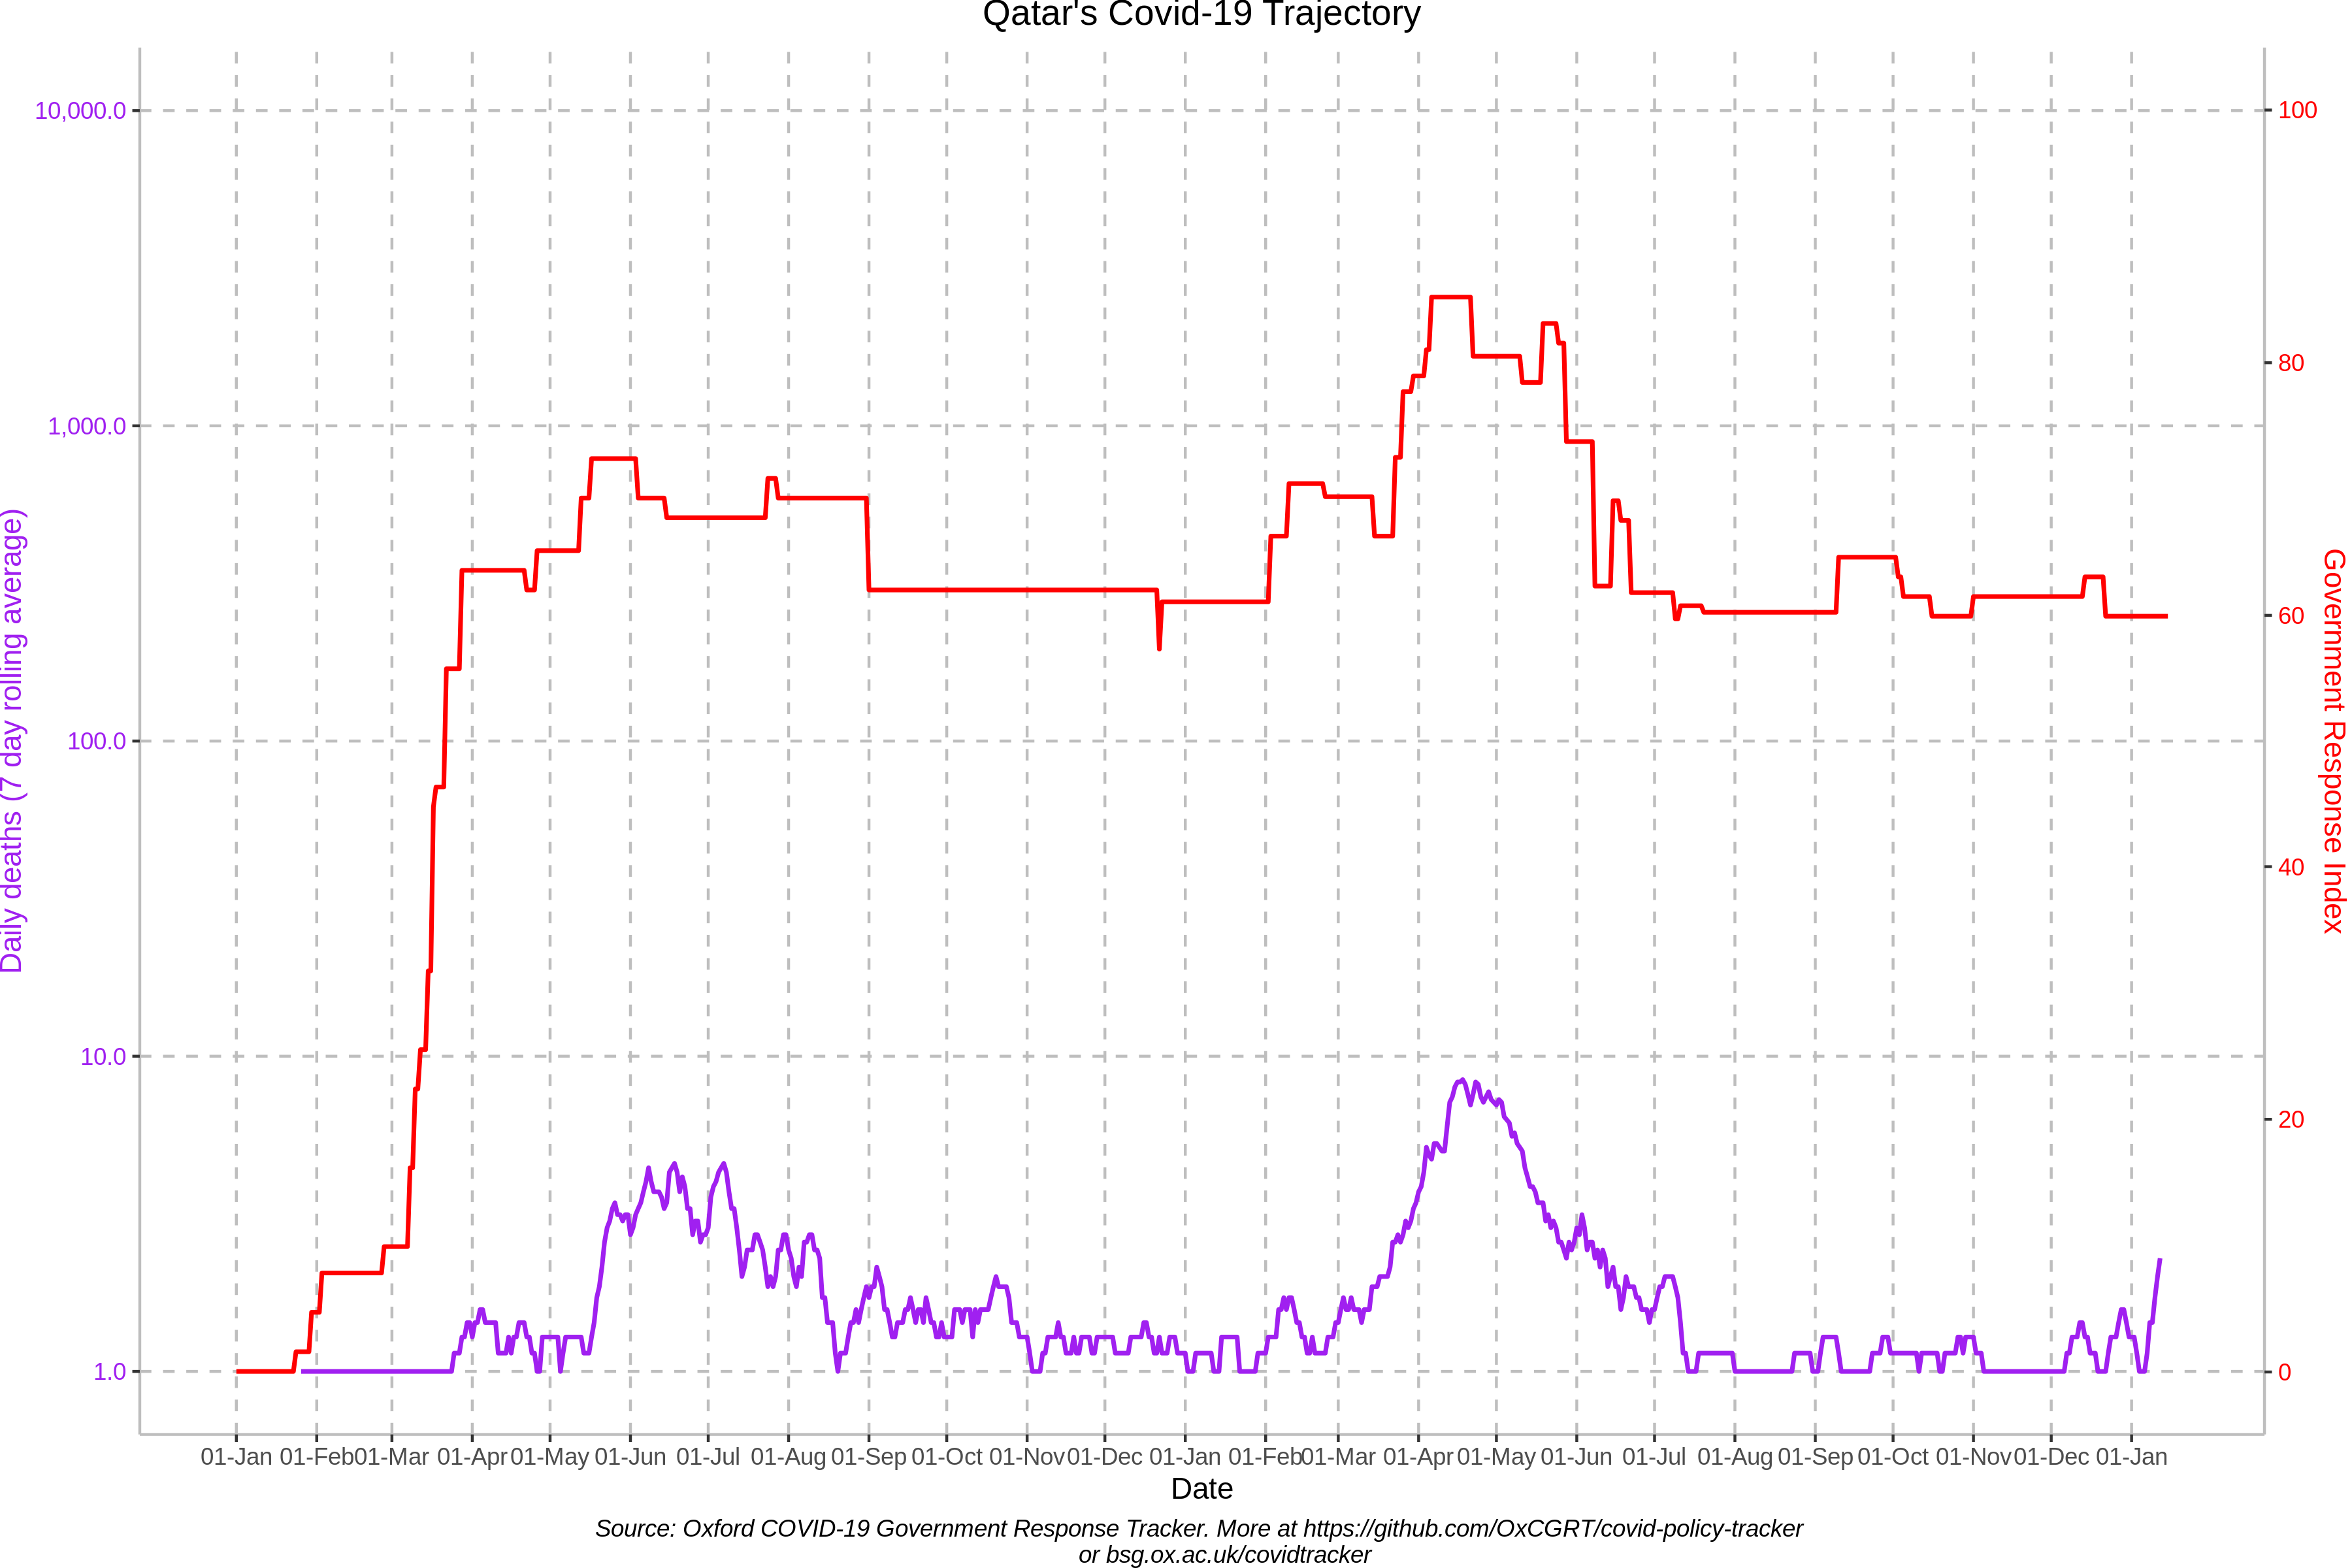 Qatar's Covid-19 Trajectory
10,000.0
1,000.0
100.0
10.0
1.0
Daily deaths (7 day rolling average)
100
80
60
40
20
0
Government Response Index
01-Jan 01-Feb 01-Mar 01-Apr 01-May 01-Jun 01-Jul 01-Aug 01-Sep 01-Oct 01-Nov 01-Dec 01-Jan 01-Feb 01-Mar 01-Apr 01-May 01-Jun 01-Jul 01-Aug 01-Sep 01-Oct 01-Nov 01-Dec 01-Jan
Date
Source: Oxford COVID-19 Government Response Tracker. More at https://github.com/OxCGRT/covid-policy-tracker
or bsg.ox.ac.uk/covidtracker